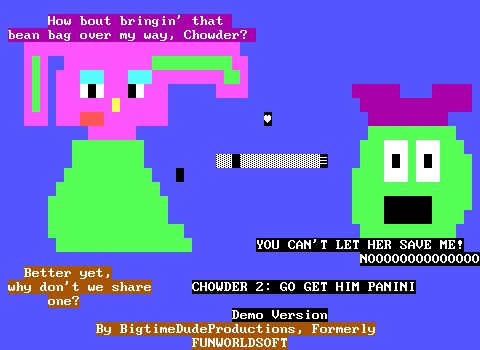 How bout bringin' that
bean bag over my way, Chowder?
YOU CAN'T LET HER SAVE ME!
NOOOOOOOOOOOOOO
Better yet,
why don't we share
one?
CHOWDER 2: GO GET HIM PANINI
Demo Version
By BigtimeDudeProductions, Formerly
FUNWORLDSOFT